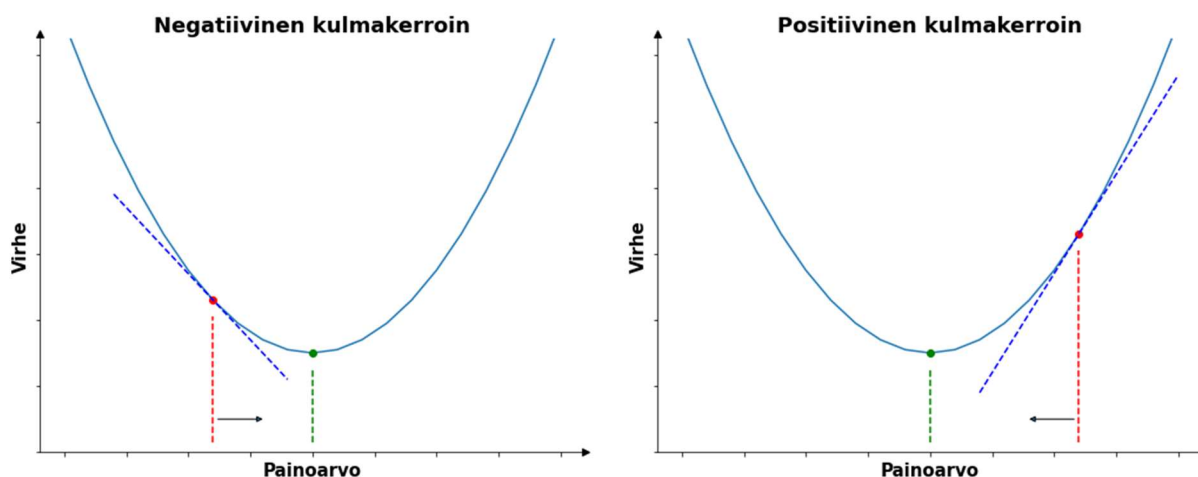 Negatiivinen kulmakerroin
Positiivinen kulmakerroin
Virhe
Virhe
Painoarvo
Painoarvo